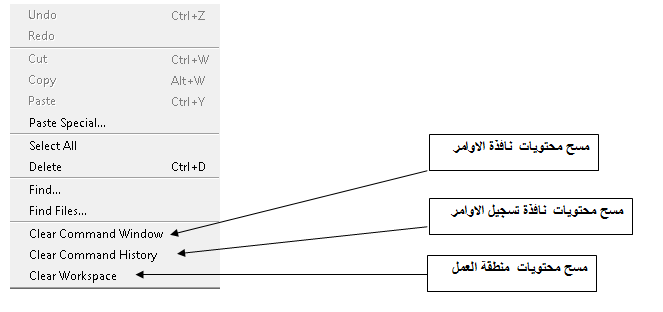 Undo Ctrl+Z
Redo
Cut Ctrl+W
Copy Alt+W
Paste Ctrl+Y
Paste Special...
Select All
Delete Ctrl+D
Find...
Find Files...
Clear Command Window
Clear Command History
Clear Workspace
مسح محتويات نافذة الاوامر
مسح محتويات نافذة تسجيل الاوامر
مسح محتويات منطقة العمل